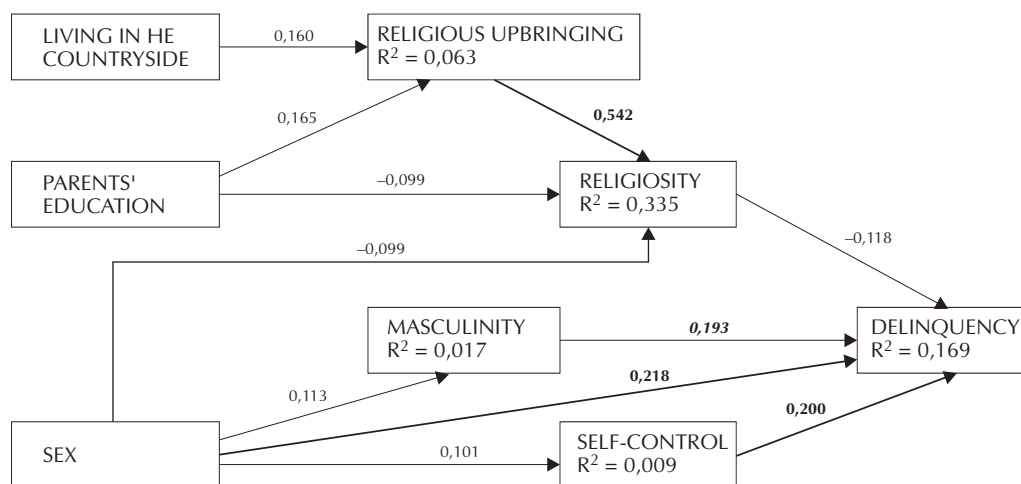 LIVING IN HE
COUNTRYSIDE
0,160
RELIGIOUS UPBRINGING
R² = 0,063
0,165
0,542
PARENTS'
EDUCATION
–0,099
RELIGIOSITY
R² = 0,335
–0,099
–0,118
MASCULINITY
R² = 0,017
0,193
DELINQUENCY
R² = 0,169
0,113
0,218
0,200
SEX
0,101
SELF-CONTROL
R² = 0,009